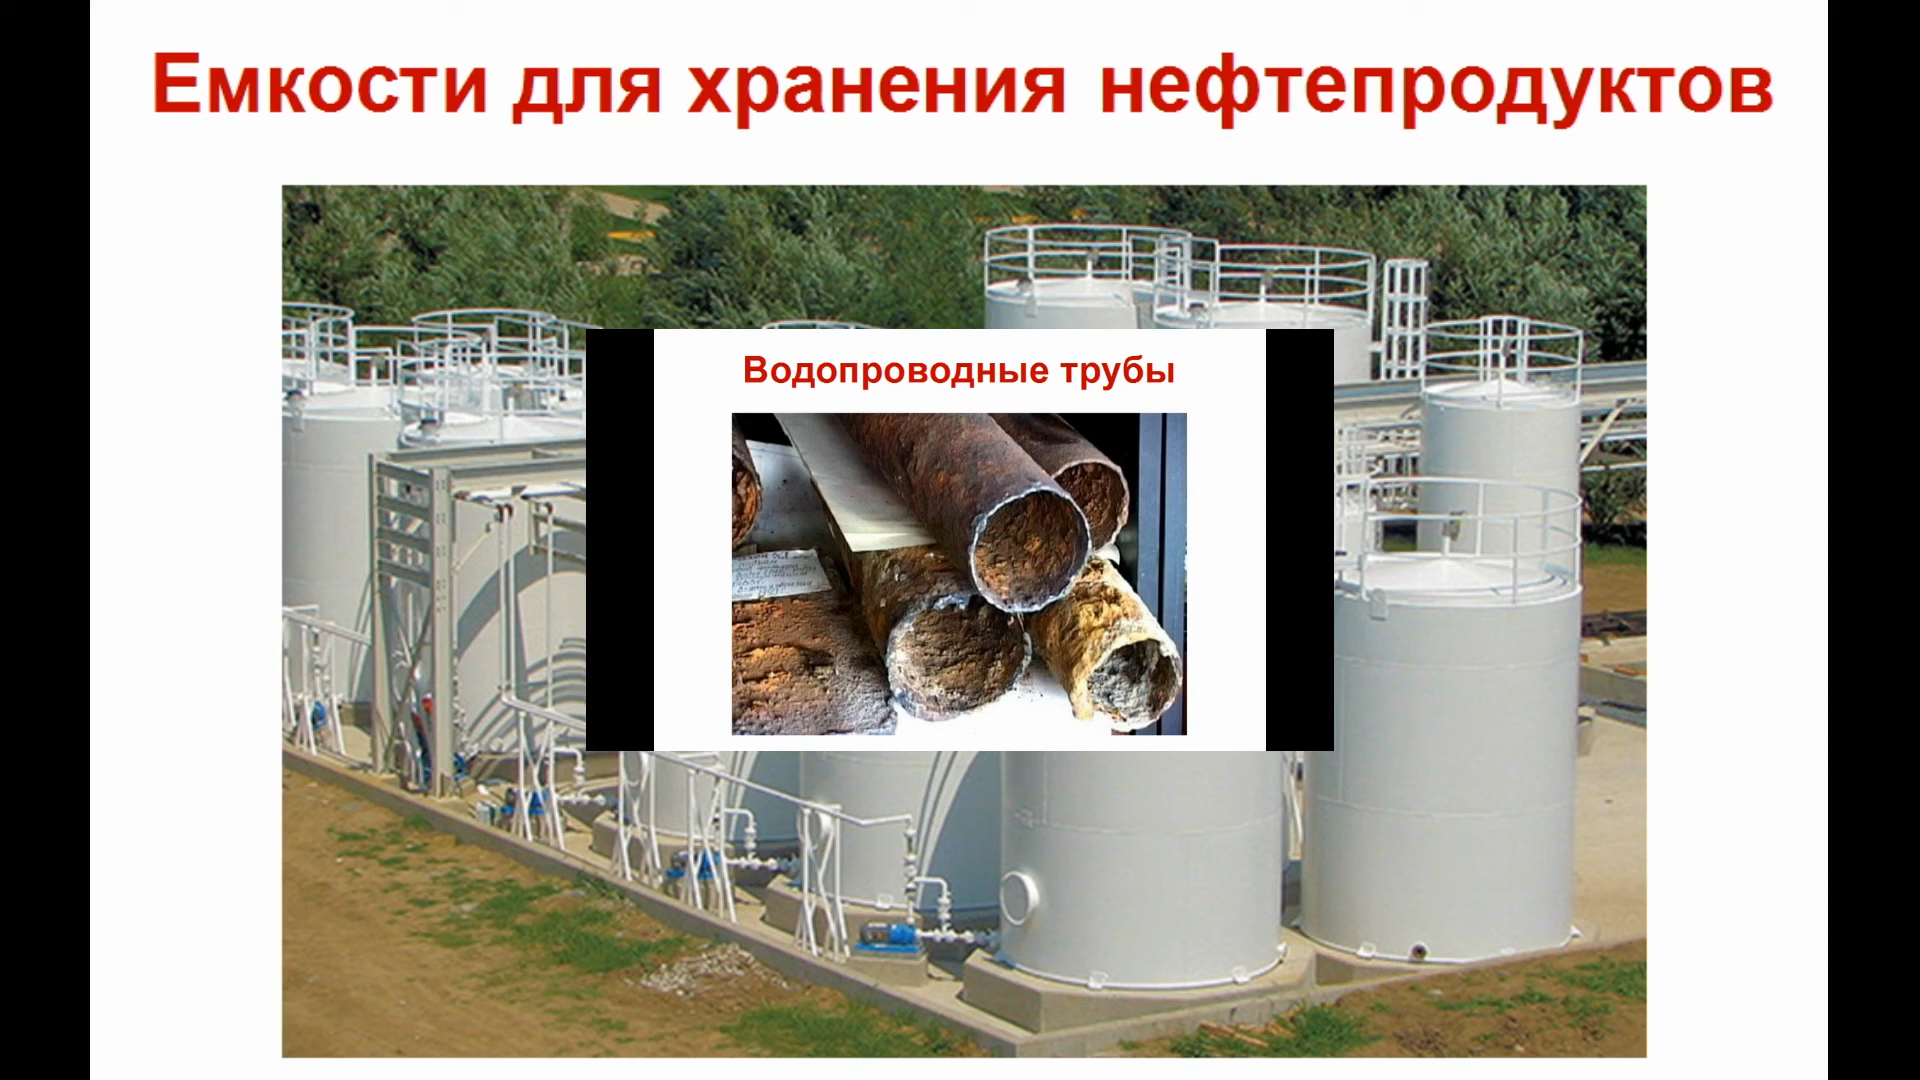 Емкости для хранения нефтепродуктов
Водопроводные трубы